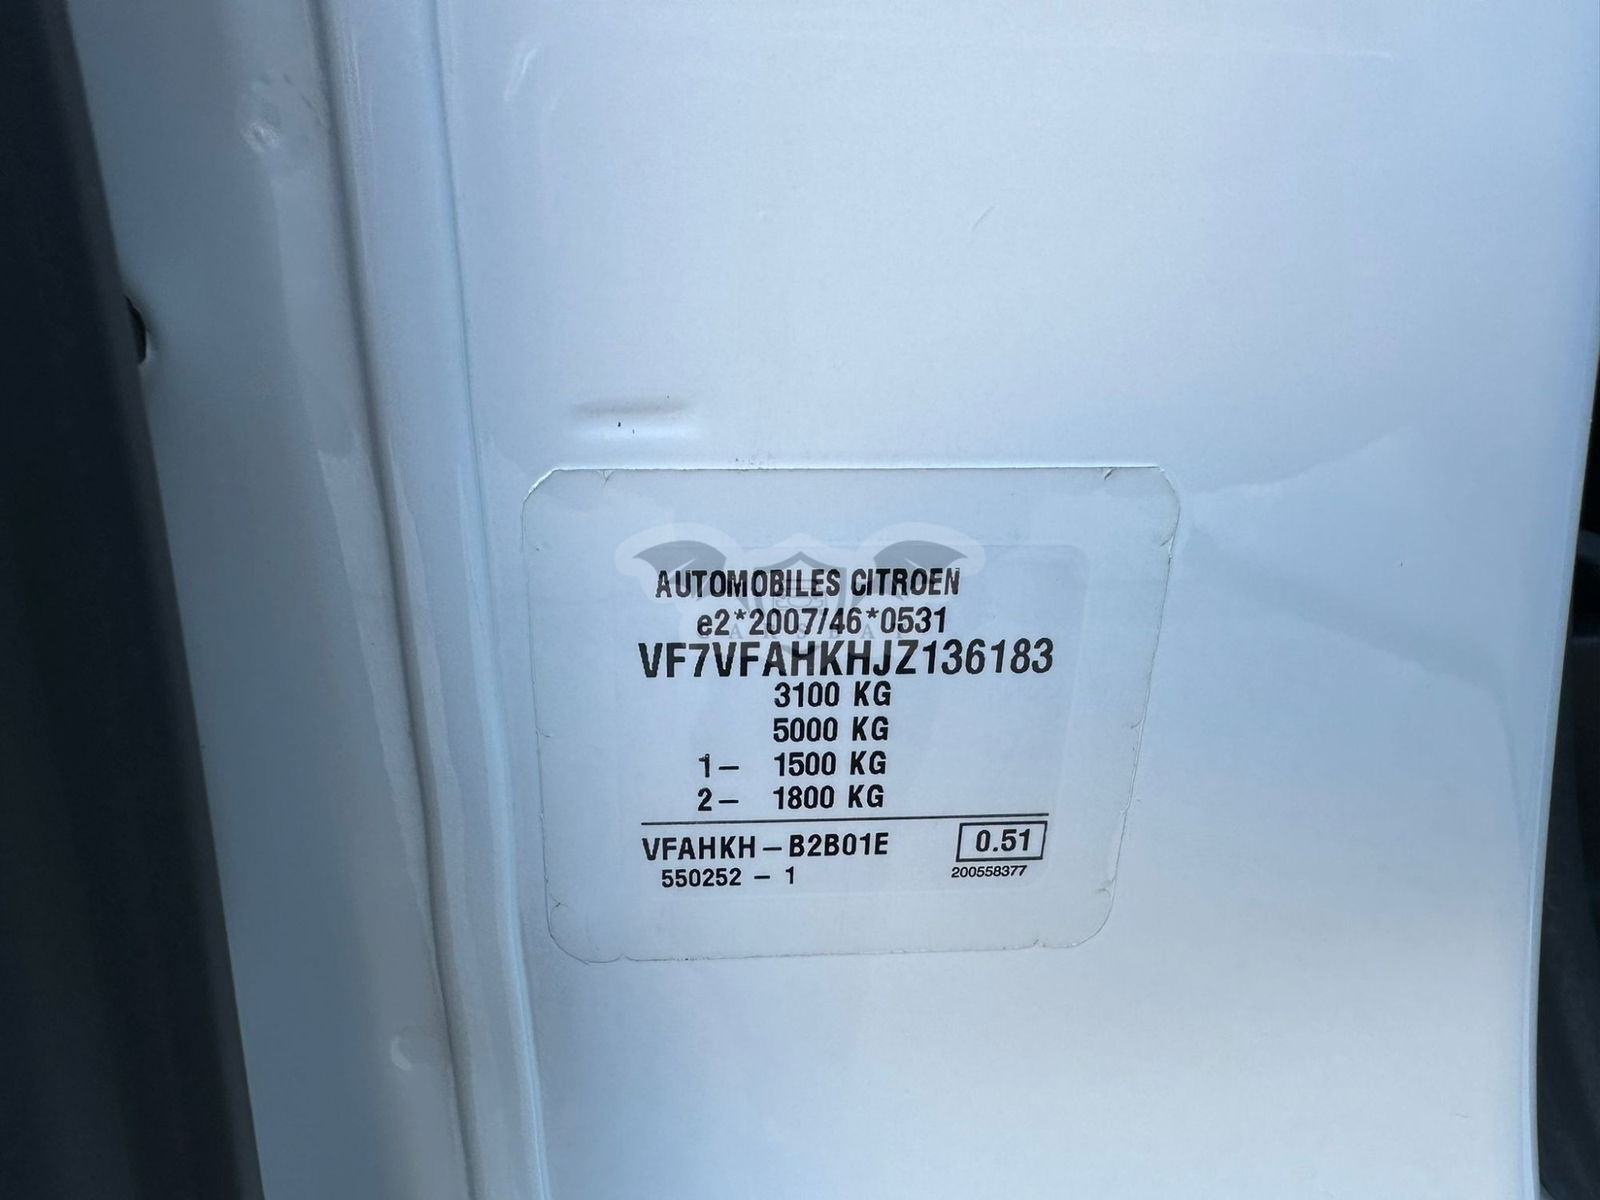 AUTOMOBILES CITROEN
e2*2007/46*0531
VF7VFAHKHJZ136183
3100 KG
5000 KG
1- 1500 KG
2- 1800 KG
VFAHKH-B2B01E 0.51
550252 - 1 200558377